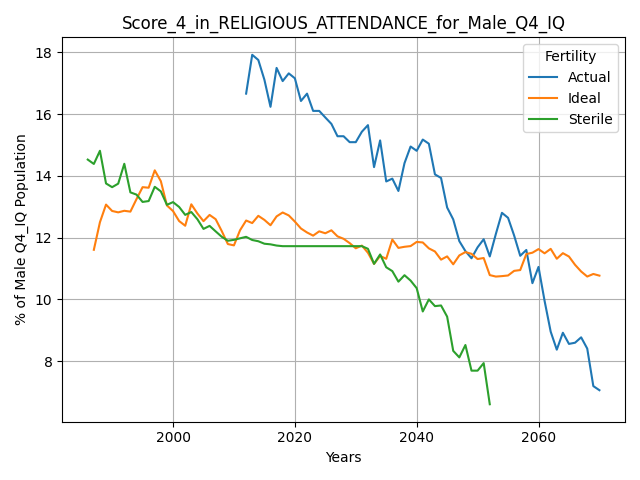 Score_4_in_RELIGIOUS_ATTENDANCE_for_Male_Q4_IQ
Fertility
Actual
Ideal
Sterile
% of Male Q4_IQ Population
18
16
14
12
10
8
2000 2020 2040 2060
Years